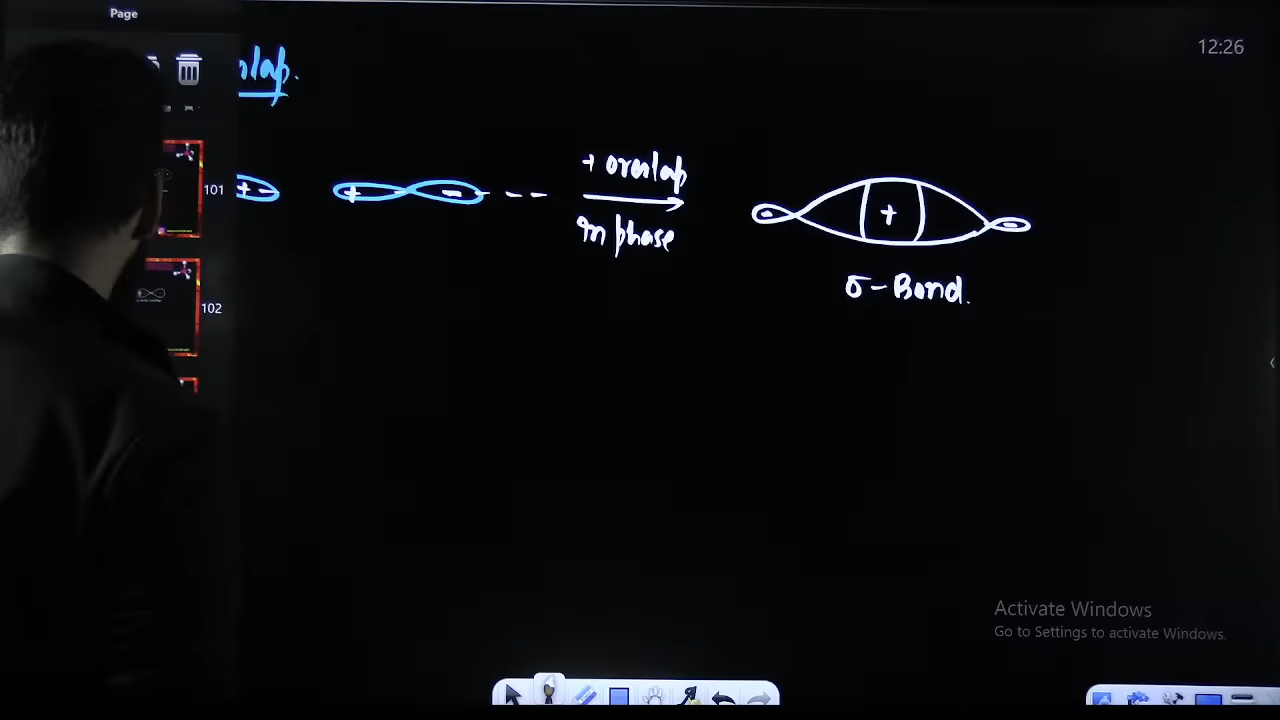 Page
12:26
101
102
+ -
+ - - - -
+ overlap
In phase
- + -
σ - Bond.
Activate Windows
Go to Settings to activate Windows.